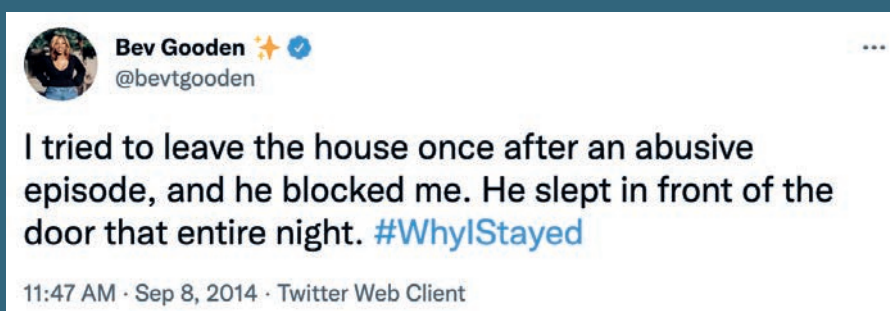 Bev Gooden ✨
@bevtgooden
I tried to leave the house once after an abusive
episode, and he blocked me. He slept in front of the
door that entire night. #WhyIStayed
11:47 AM · Sep 8, 2014 · Twitter Web Client